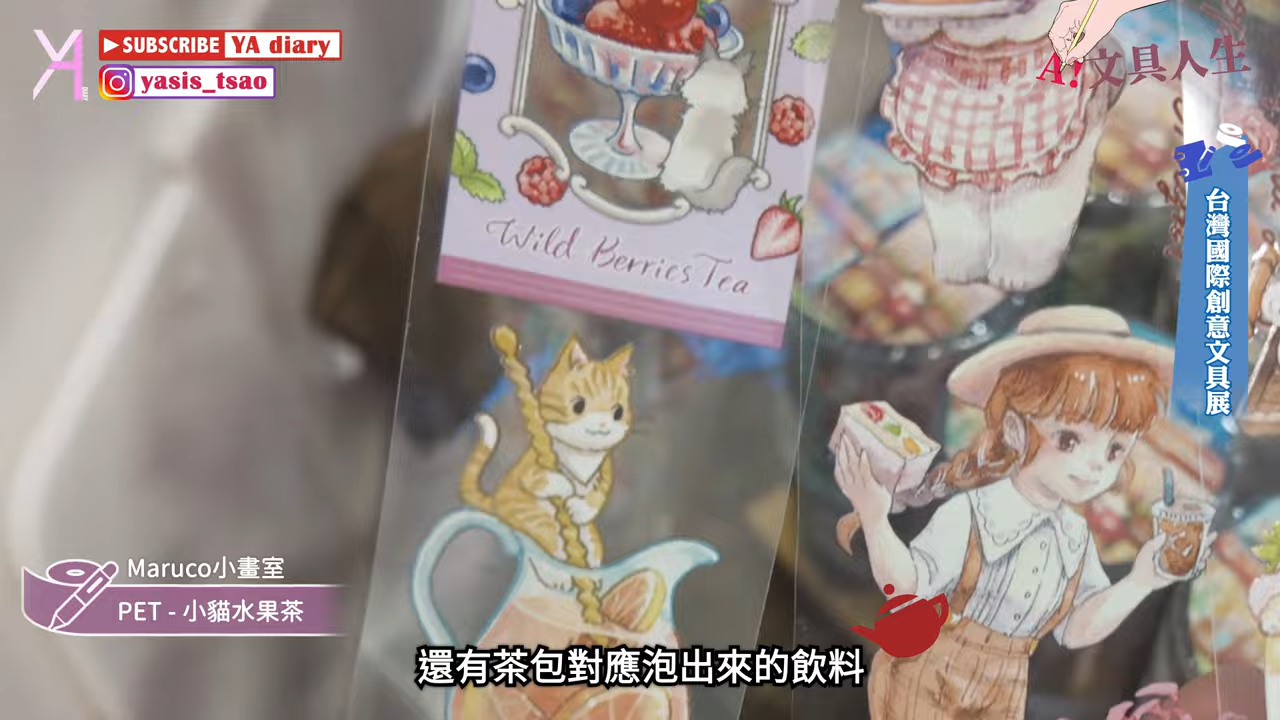 YA
DIARY
SUBSCRIBE YA diary
yasis_tsao
A!文具人生
台灣國際創意文具展
Wild Berries Tea
Maruco小畫室
PET - 小貓水果茶
還有茶包對應泡出來的飲料